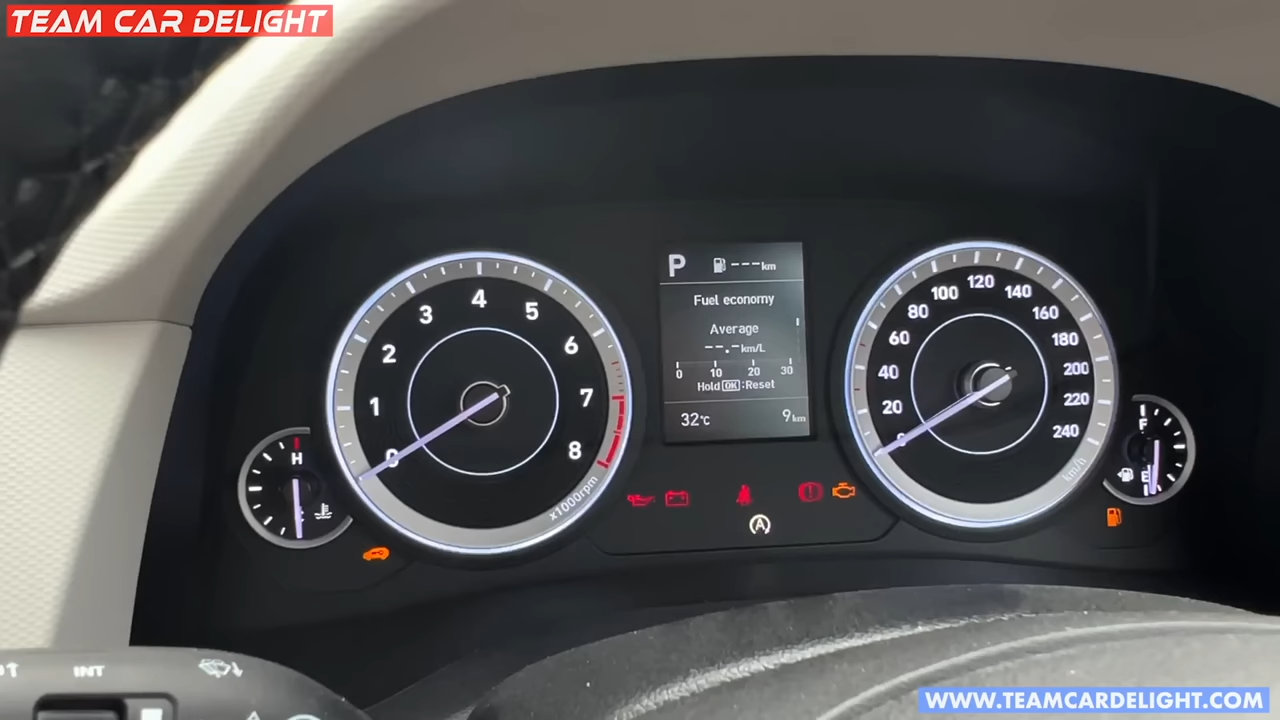 TEAM CAR DELIGHT
P
--- km
Fuel economy
Average
--.- km/L
0 10 20 30
Hold OK :Reset
32℃ 9 km
0 1 2 3 4 5 6 7 8
x1000rpm
0 20 40 60 80 100 120 140 160 180 200 220 240
km/h
H
F
E
A
INT
WWW.TEAMCARDELIGHT.COM